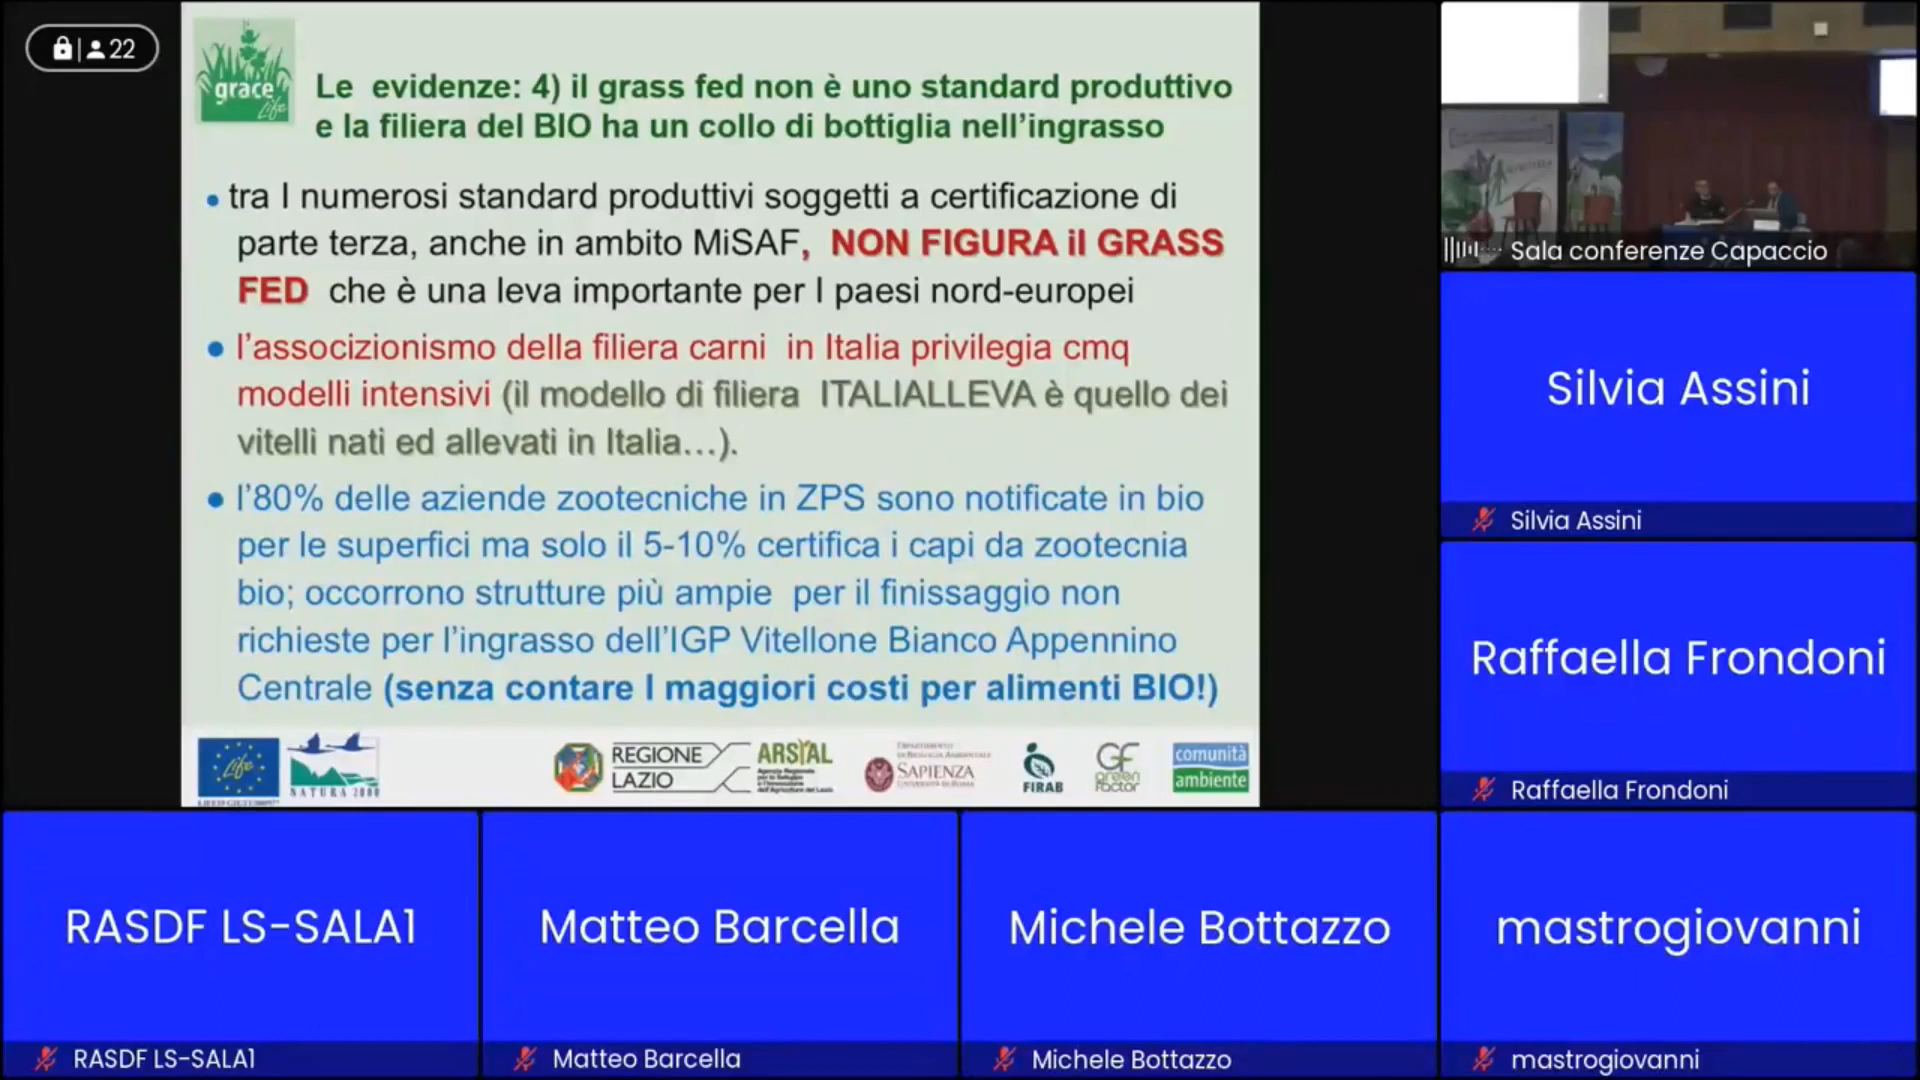 22
grace
Life
Le evidenze: 4) il grass fed non è uno standard produttivo
e la filiera del BIO ha un collo di bottiglia nell'ingrasso
• tra I numerosi standard produttivi soggetti a certificazione di
parte terza, anche in ambito MiSAF, NON FIGURA il GRASS
FED che è una leva importante per I paesi nord-europei
• l'associzionismo della filiera carni in Italia privilegia cmq
modelli intensivi (il modello di filiera ITALIALLEVA è quello dei
vitelli nati ed allevati in Italia…).
• l'80% delle aziende zootecniche in ZPS sono notificate in bio
per le superfici ma solo il 5-10% certifica i capi da zootecnia
bio; occorrono strutture più ampie per il finissaggio non
richieste per l'ingrasso dell'IGP Vitellone Bianco Appennino
Centrale (senza contare I maggiori costi per alimenti BIO!)
Life
NATURA 2000
REGIONE
LAZIO
ARSIAL
SAPIENZA
UNIVERSITÀ DI ROMA
FIRAB
GF
green
factor
comunità
ambiente
Sala conferenze Capaccio
Silvia Assini
Silvia Assini
Raffaella Frondoni
Raffaella Frondoni
RASDF LS-SALA1
RASDF LS-SALA1
Matteo Barcella
Matteo Barcella
Michele Bottazzo
Michele Bottazzo
mastrogiovanni
mastrogiovanni